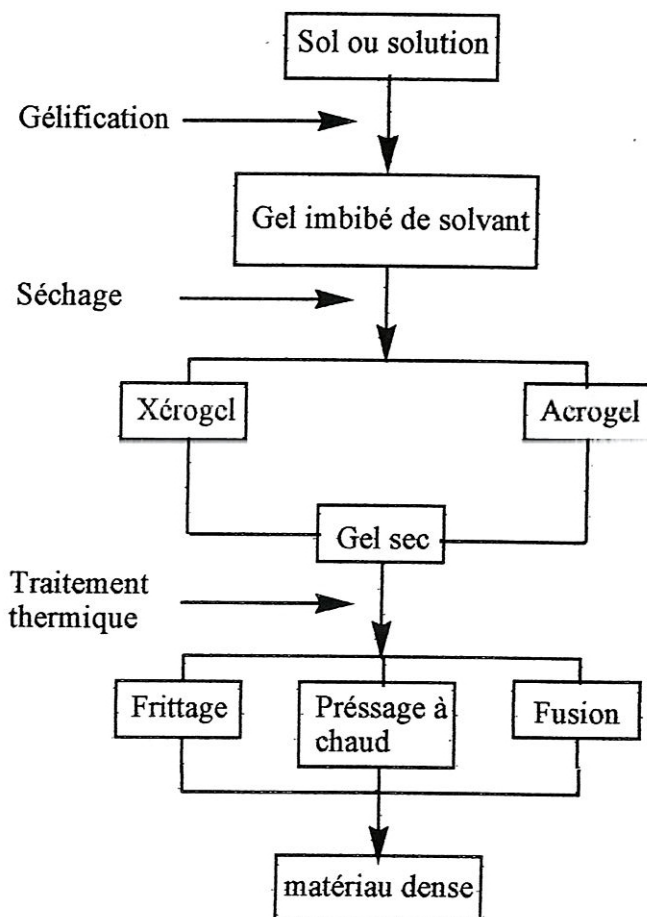 Sol ou solution
Gélification
Gel imbibé de solvant
Séchage
Xérogel
Aérogel
Gel sec
Traitement
thermique
Frittage
Préssage à
chaud
Fusion
matériau dense